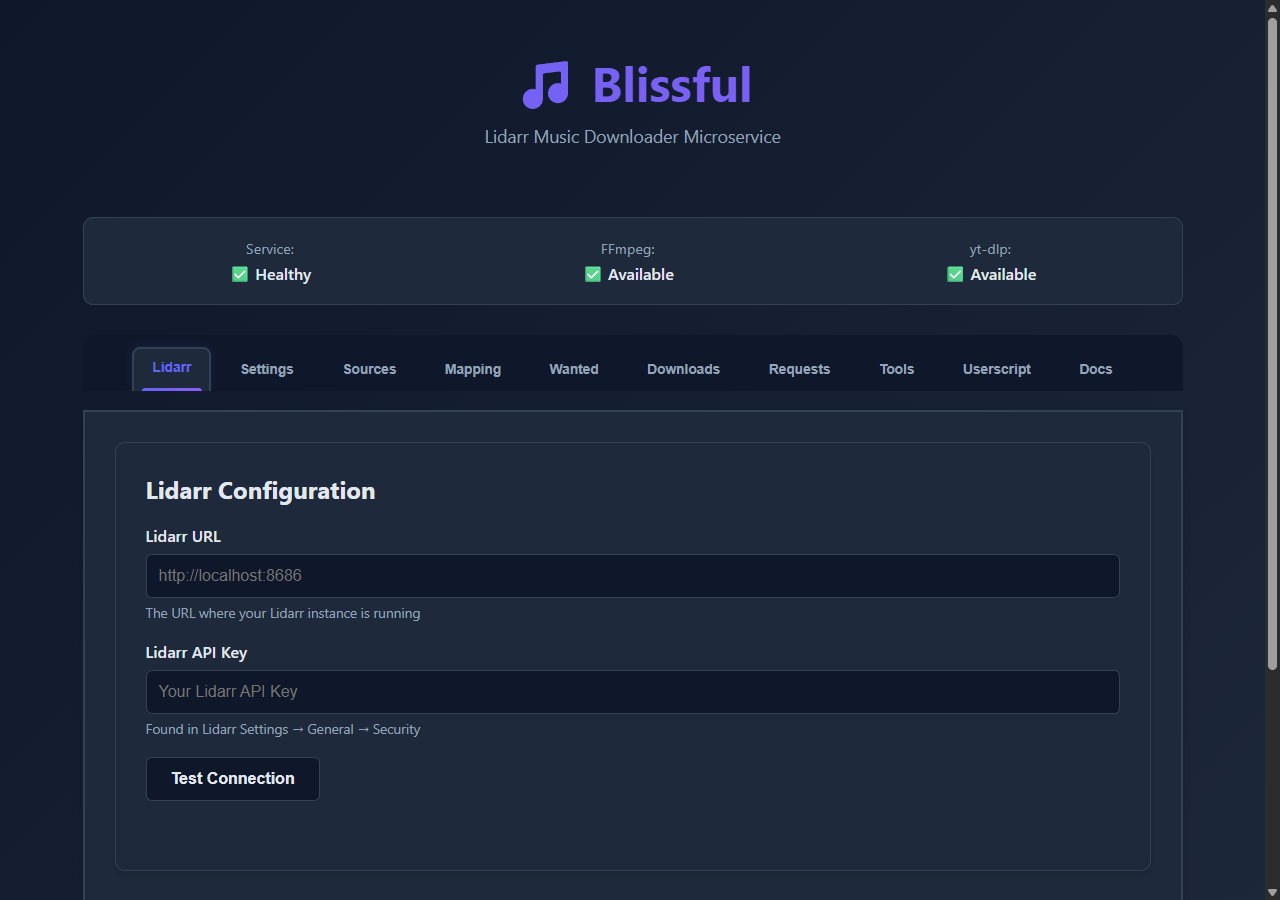 Blissful
Lidarr Music Downloader Microservice
Service: FFmpeg: yt-dlp:
✅ Healthy ✅ Available ✅ Available
Lidarr Settings Sources Mapping Wanted Downloads Requests Tools Userscript Docs
Lidarr Configuration
Lidarr URL
http://localhost:8686
The URL where your Lidarr instance is running
Lidarr API Key
Your Lidarr API Key
Found in Lidarr Settings → General → Security
Test Connection